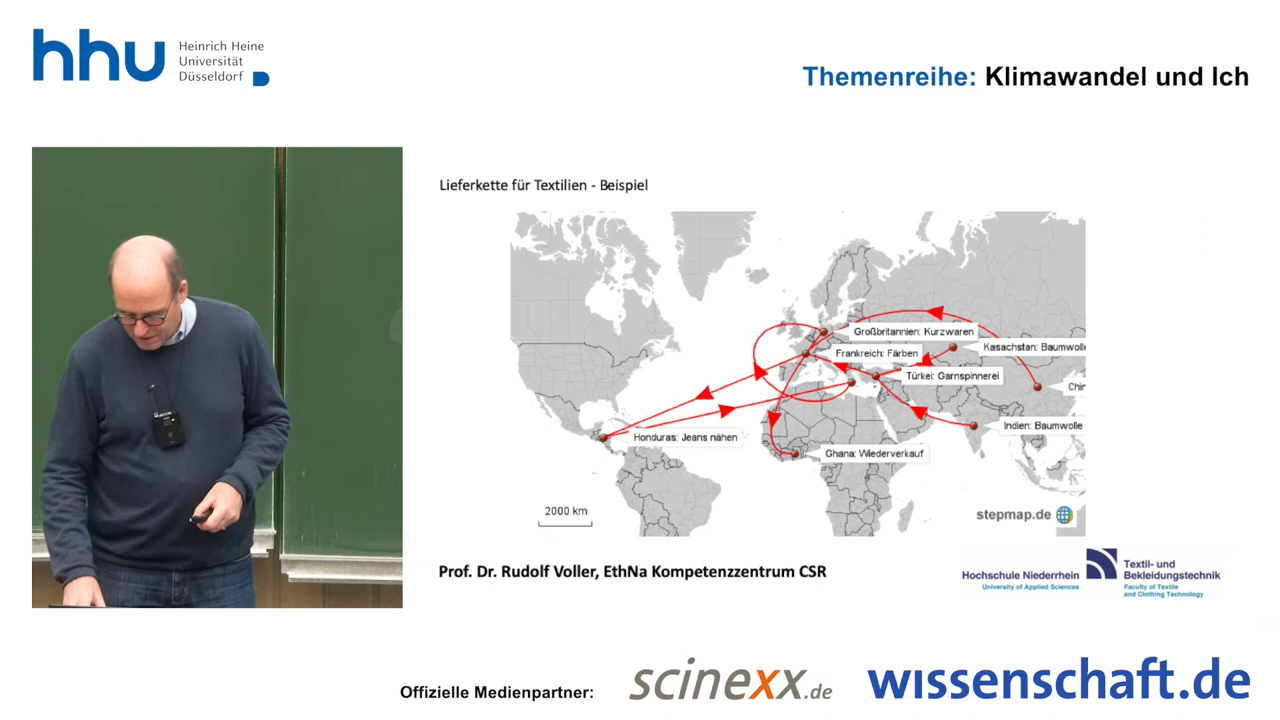 hhu
Heinrich Heine
Universität
Düsseldorf
Themenreihe: Klimawandel und Ich
Lieferkette für Textilien - Beispiel
Großbritannien: Kurzwaren
Kasachstan: Baumwolle
Frankreich: Färben
Türkei: Garnspinnerei
Indien: Baumwolle
Honduras: Jeans nähen
Ghana: Wiederverkauf
2000 km
stepmap.de
Prof. Dr. Rudolf Voller, EthNa Kompetenzzentrum CSR
Hochschule Niederrhein
University of Applied Sciences
Textil- und
Bekleidungstechnik
Faculty of Textile
and Clothing Technology
Offizielle Medienpartner:
scinexx.de
wissenschaft.de